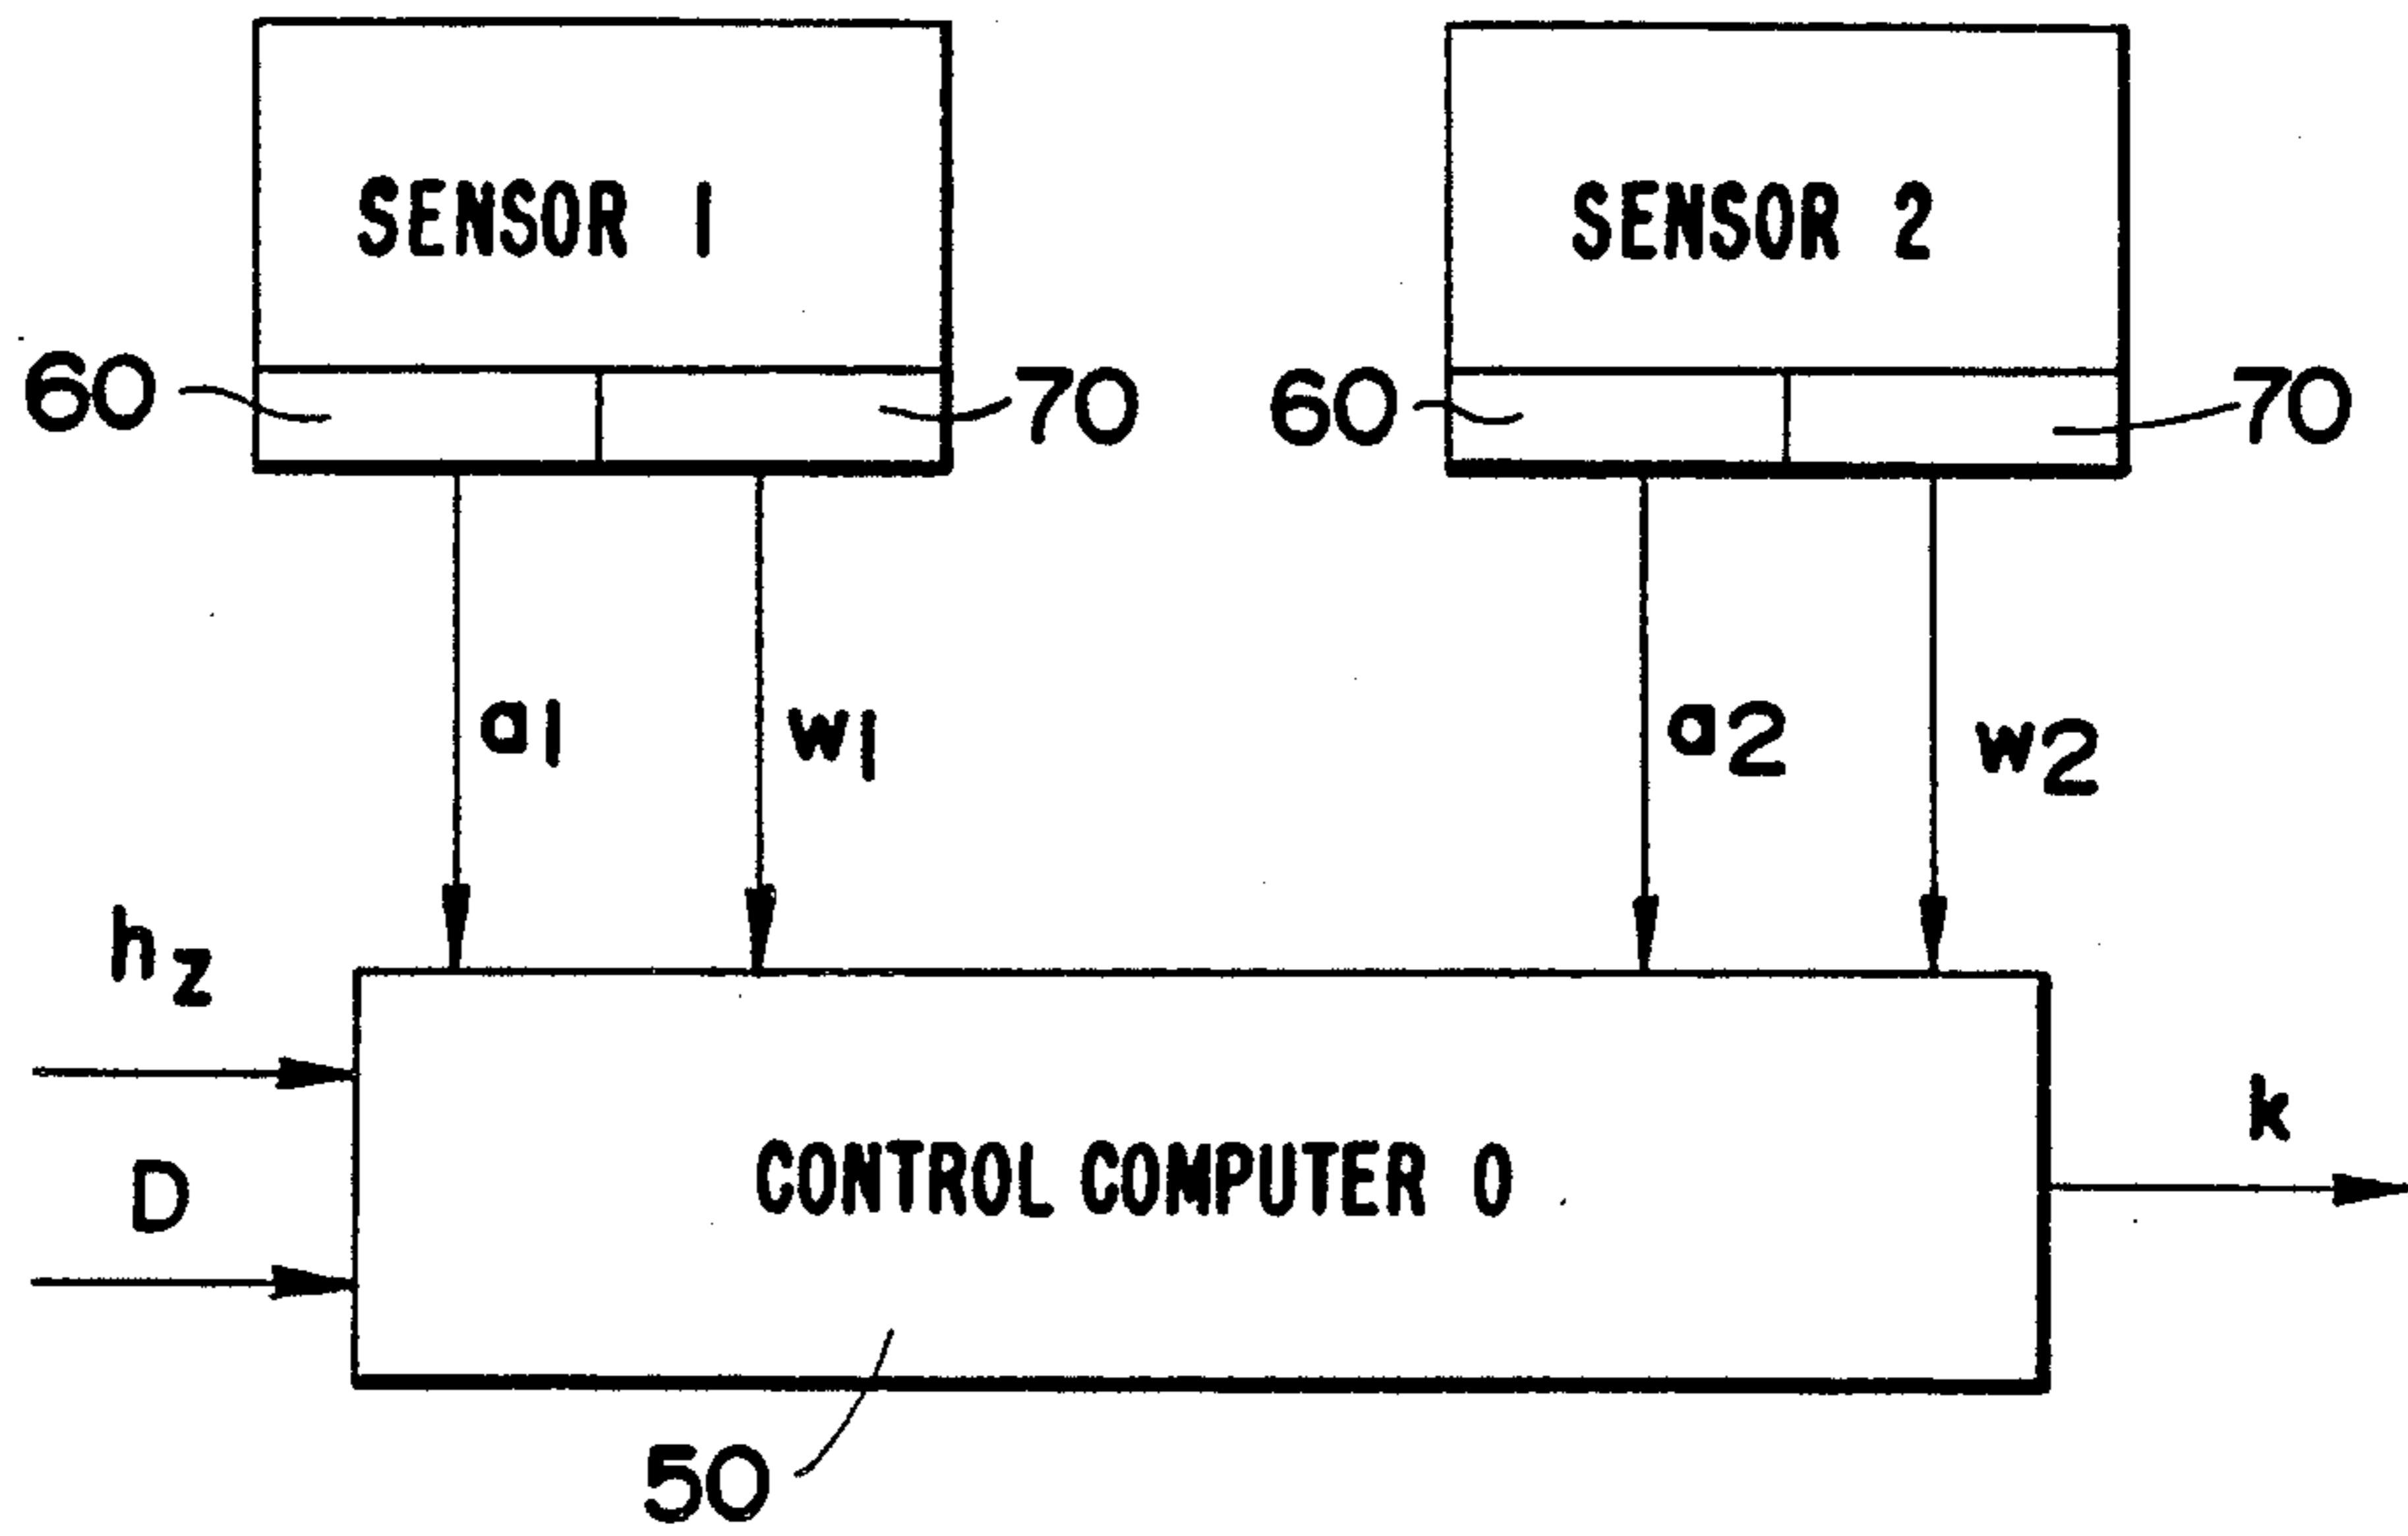 SENSOR 1
SENSOR 2
60
70
60
70
a1
w1
a2
w2
hz
D
CONTROL COMPUTER 0
k
50